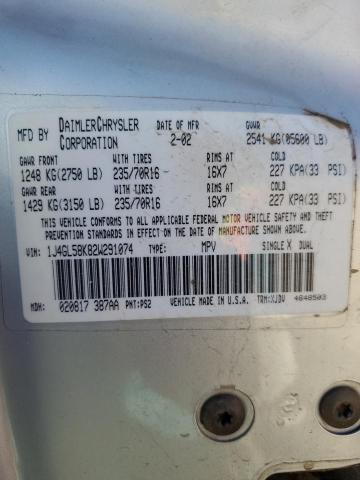 MFD BY DAIMLERCHRYSLER CORPORATION DATE OF MFR 2-02 GVWR 2541 KG(05600 LB)
GAWR FRONT WITH TIRES RIMS AT COLD
1248 KG(2750 LB) 235/70R16 16X7 227 KPA(33 PSI)
GAWR REAR WITH TIRES RIMS AT COLD
1429 KG(3150 LB) 235/70R16 16X7 227 KPA(33 PSI)
THIS VEHICLE CONFORMS TO ALL APPLICABLE FEDERAL MOTOR VEHICLE SAFETY AND THEFT PREVENTION STANDARDS IN EFFECT ON THE DATE OF MANUFACTURE SHOWN ABOVE.
VIN: 1J4GL58K82W291074 TYPE: MPV SINGLE X DUAL
MDH: 020817 387AA PNT: PS2 VEHICLE MADE IN U.S.A. TRM: XJDV 4648503